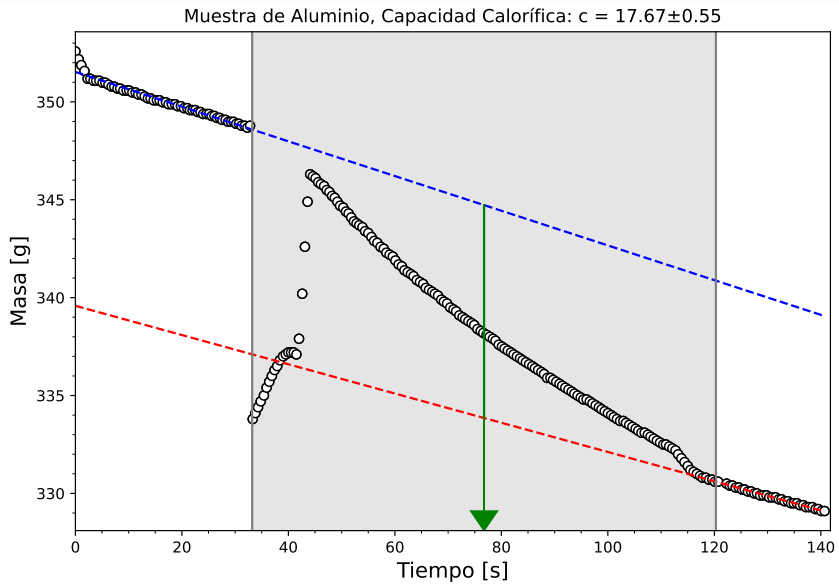 Muestra de Aluminio, Capacidad Calorífica: c = 17.67±0.55
Masa [g]
350
345
340
335
330
0 20 40 60 80 100 120 140
Tiempo [s]